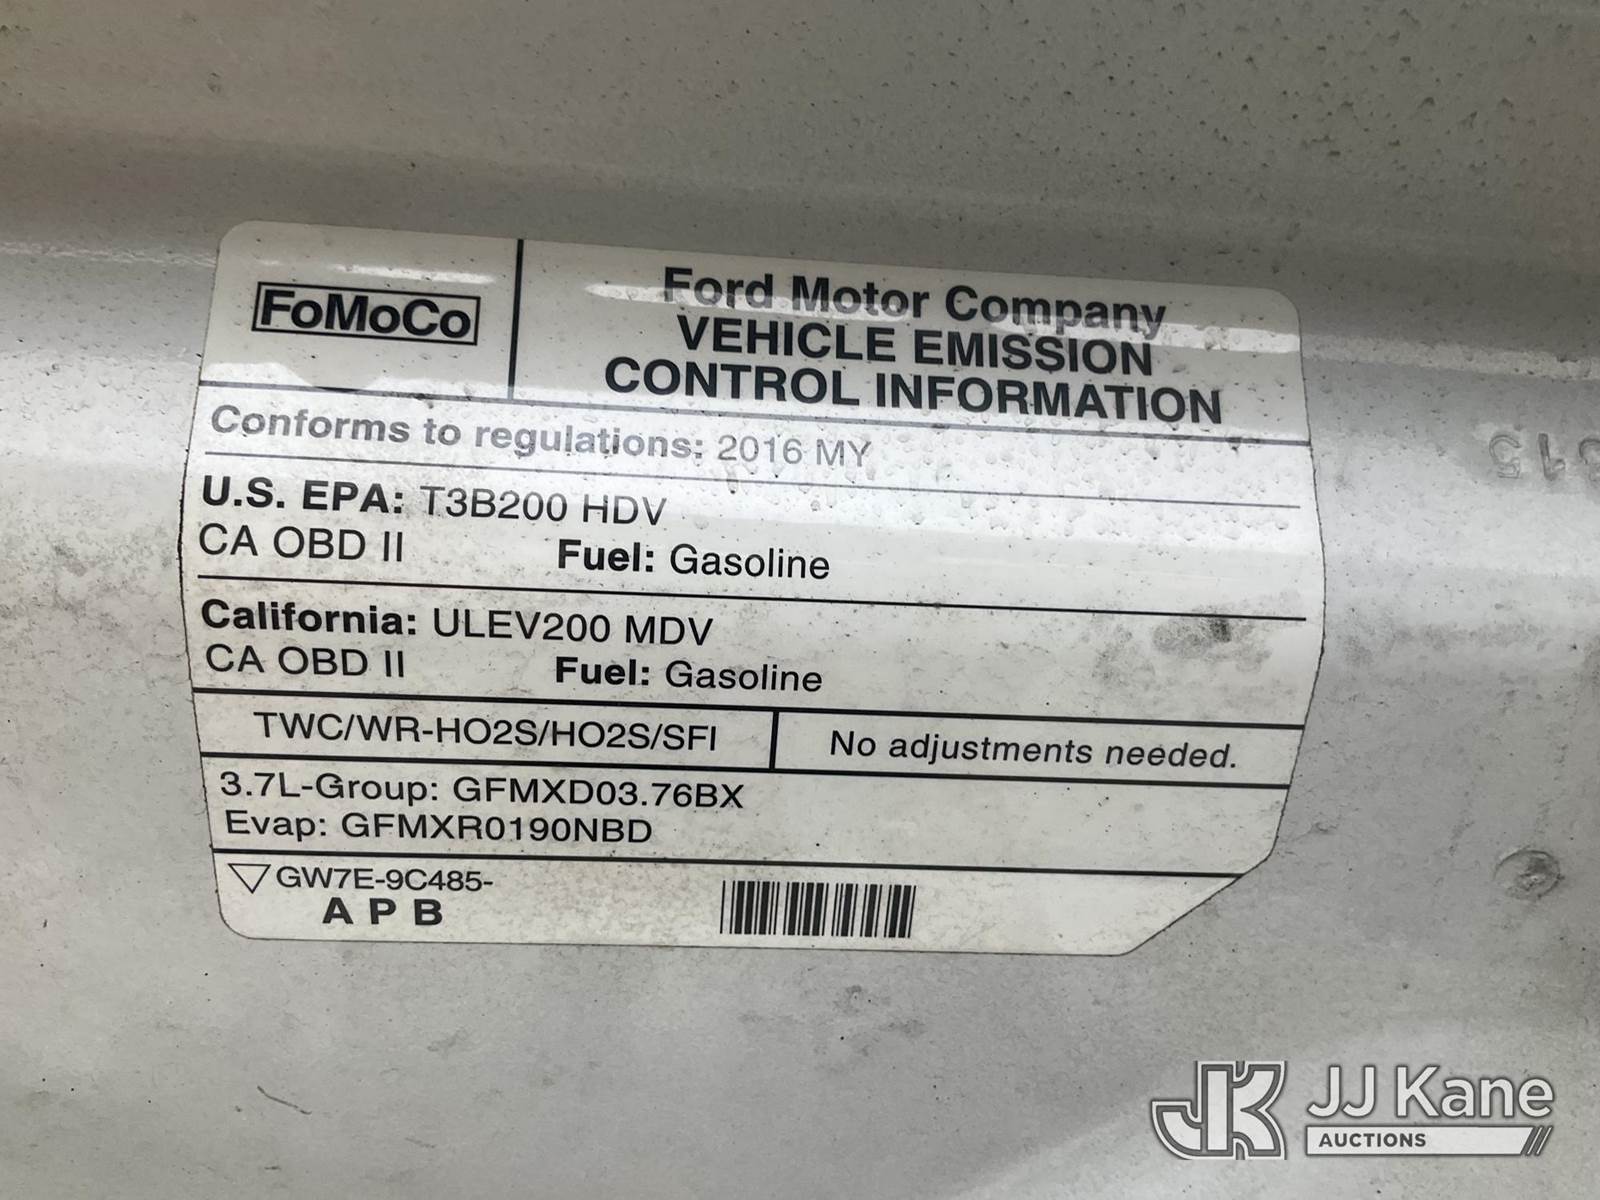 FoMoCo
Ford Motor Company
VEHICLE EMISSION
CONTROL INFORMATION
Conforms to regulations: 2016 MY
U.S. EPA: T3B200 HDV
CA OBD II Fuel: Gasoline
California: ULEV200 MDV
CA OBD II Fuel: Gasoline
TWC/WR-HO2S/HO2S/SFI No adjustments needed.
3.7L-Group: GFMXD03.76BX
Evap: GFMXR0190NBD
GW7E-9C485-
A P B
JK JJ Kane
AUCTIONS